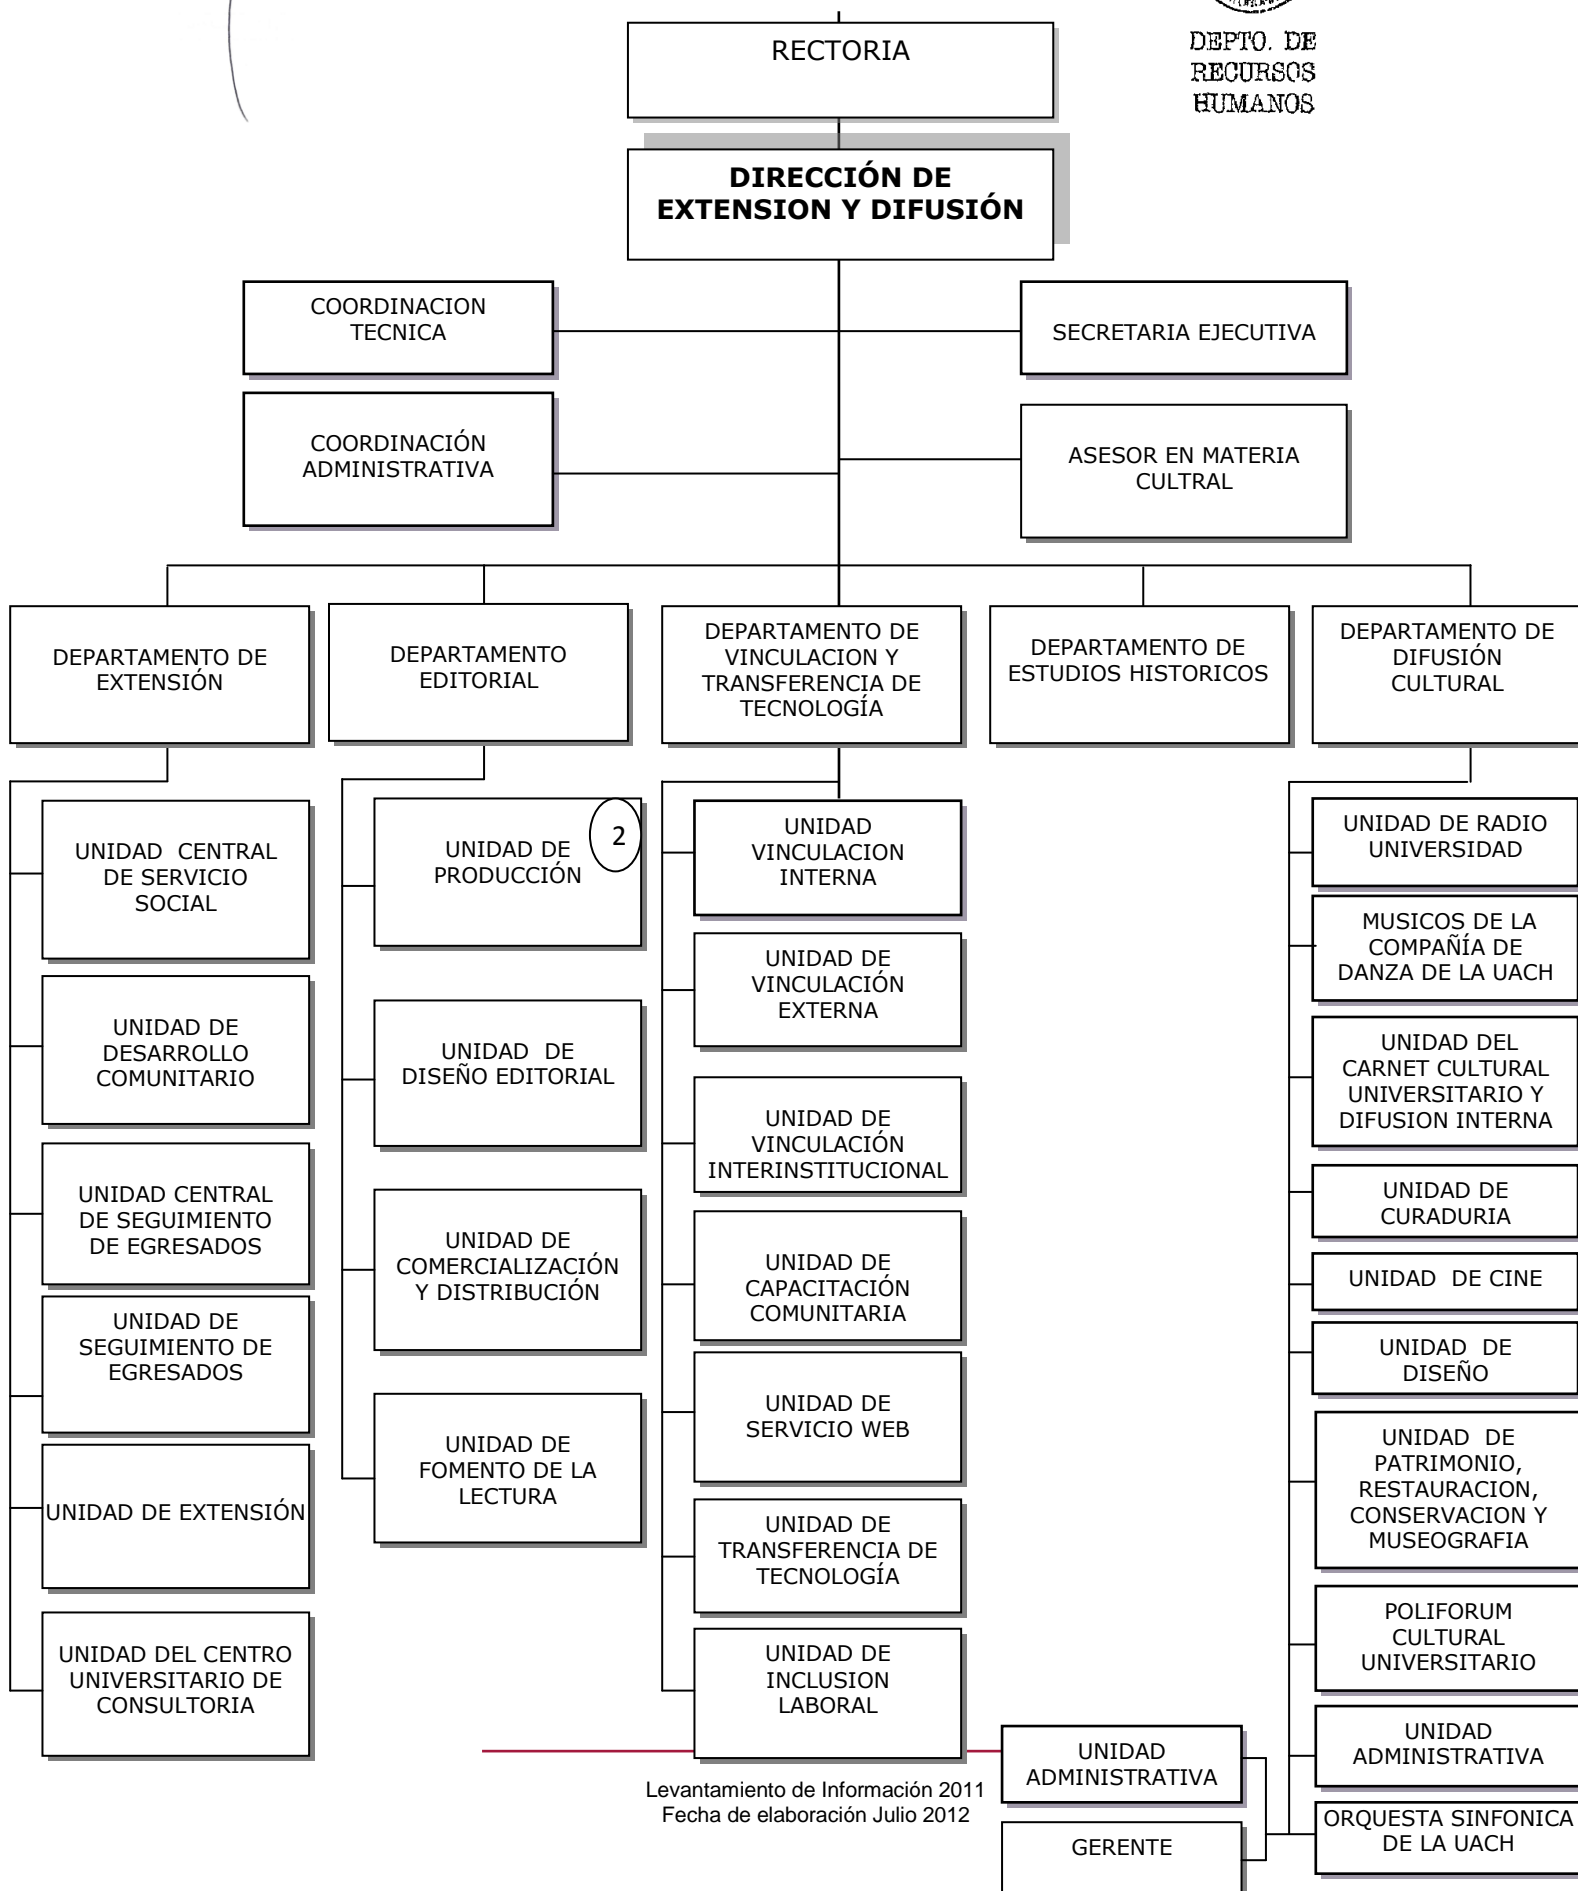 DEPTO. DE
RECURSOS
HUMANOS
RECTORIA
DIRECCIÓN DE
EXTENSION Y DIFUSIÓN
COORDINACION
TECNICA
SECRETARIA EJECUTIVA
COORDINACIÓN
ADMINISTRATIVA
ASESOR EN MATERIA
CULTRAL
DEPARTAMENTO DE
EXTENSIÓN
DEPARTAMENTO
EDITORIAL
DEPARTAMENTO DE
VINCULACION Y
TRANSFERENCIA DE
TECNOLOGÍA
DEPARTAMENTO DE
ESTUDIOS HISTORICOS
DEPARTAMENTO DE
DIFUSIÓN
CULTURAL
UNIDAD CENTRAL
DE SERVICIO
SOCIAL
UNIDAD DE
DESARROLLO
COMUNITARIO
UNIDAD CENTRAL
DE SEGUIMIENTO
DE EGRESADOS
UNIDAD DE
SEGUIMIENTO DE
EGRESADOS
UNIDAD DE EXTENSIÓN
UNIDAD DEL CENTRO
UNIVERSITARIO DE
CONSULTORIA
UNIDAD DE
PRODUCCIÓN
2
UNIDAD DE
DISEÑO EDITORIAL
UNIDAD DE
COMERCIALIZACIÓN
Y DISTRIBUCIÓN
UNIDAD DE
FOMENTO DE LA
LECTURA
UNIDAD
VINCULACION
INTERNA
UNIDAD DE
VINCULACIÓN
EXTERNA
UNIDAD DE
VINCULACIÓN
INTERINSTITUCIONAL
UNIDAD DE
CAPACITACIÓN
COMUNITARIA
UNIDAD DE
SERVICIO WEB
UNIDAD DE
TRANSFERENCIA DE
TECNOLOGÍA
UNIDAD DE
INCLUSION
LABORAL
UNIDAD DE RADIO
UNIVERSIDAD
MUSICOS DE LA
COMPAÑÍA DE
DANZA DE LA UACH
UNIDAD DEL
CARNET CULTURAL
UNIVERSITARIO Y
DIFUSION INTERNA
UNIDAD DE
CURADURIA
UNIDAD DE CINE
UNIDAD DE
DISEÑO
UNIDAD DE
PATRIMONIO,
RESTAURACION,
CONSERVACION Y
MUSEOGRAFIA
POLIFORUM
CULTURAL
UNIVERSITARIO
UNIDAD
ADMINISTRATIVA
ORQUESTA SINFONICA
DE LA UACH
UNIDAD
ADMINISTRATIVA
GERENTE
Levantamiento de Información 2011
Fecha de elaboración Julio 2012